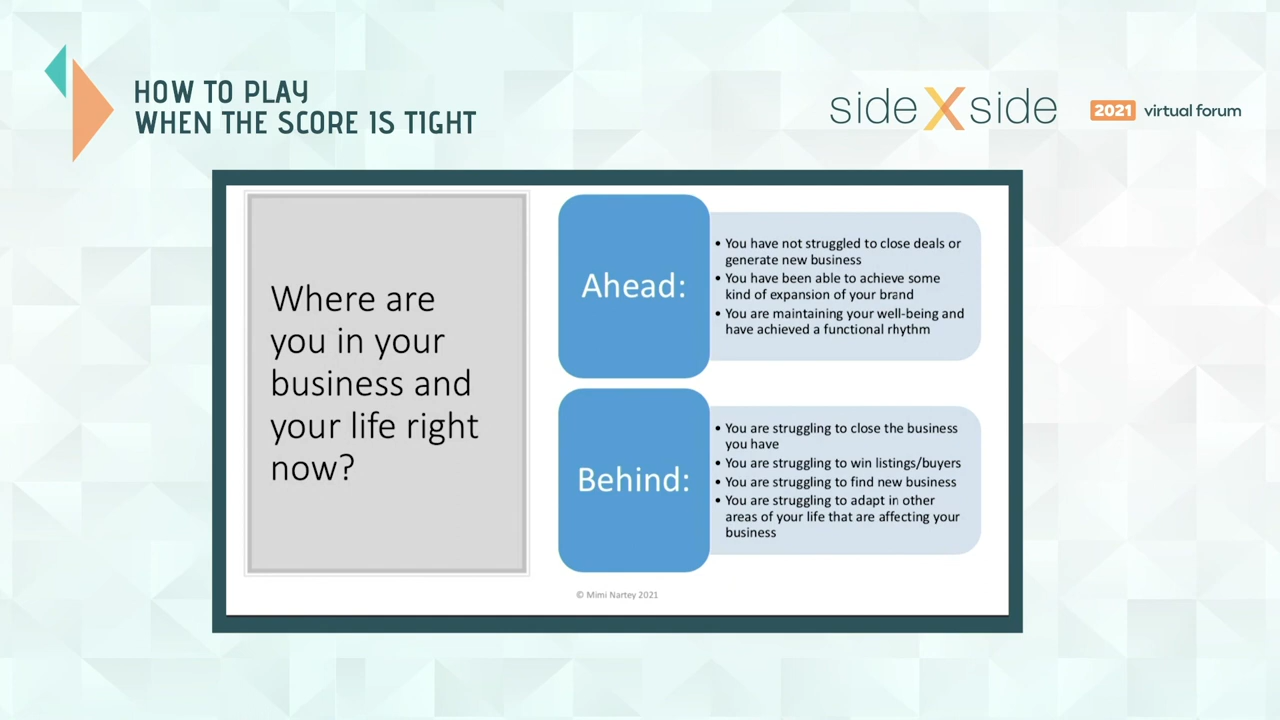 HOW TO PLAY
WHEN THE SCORE IS TIGHT
sideXside
2021 virtual forum
Where are
you in your
business and
your life right
now?
Ahead:
• You have not struggled to close deals or
generate new business
• You have been able to achieve some
kind of expansion of your brand
• You are maintaining your well-being and
have achieved a functional rhythm
Behind:
• You are struggling to close the business
you have
• You are struggling to win listings/buyers
• You are struggling to find new business
• You are struggling to adapt in other
areas of your life that are affecting your
business
© Mimi Nartey 2021